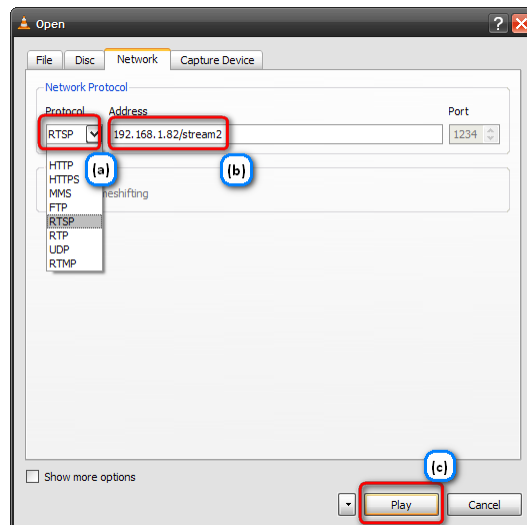 Open
?
File Disc Network Capture Device
Network Protocol
Protocol Address Port
RTSP 192.168.1.82/stream2 1234
(a) (b)
HTTP
HTTPS
MMS
FTP
RTSP
RTP
UDP
RTMP
meshifting
(c)
Show more options
Play Cancel